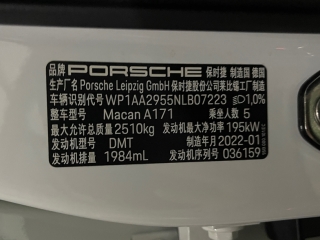 品牌 PORSCHE 保时捷 制造国 德国
生产厂名 Porsche Leipzig GmbH 保时捷股份公司莱比锡工厂制造
车辆识别代号 WP1AA2955NLB07223 1,0%
整车型号 Macan A171 乘坐人数 5
最大允许总质量 2510kg 发动机最大净功率 195kW
发动机型号 DMT 制造年月 2022-01
发动机排量 1984mL 发动机序列号 036159